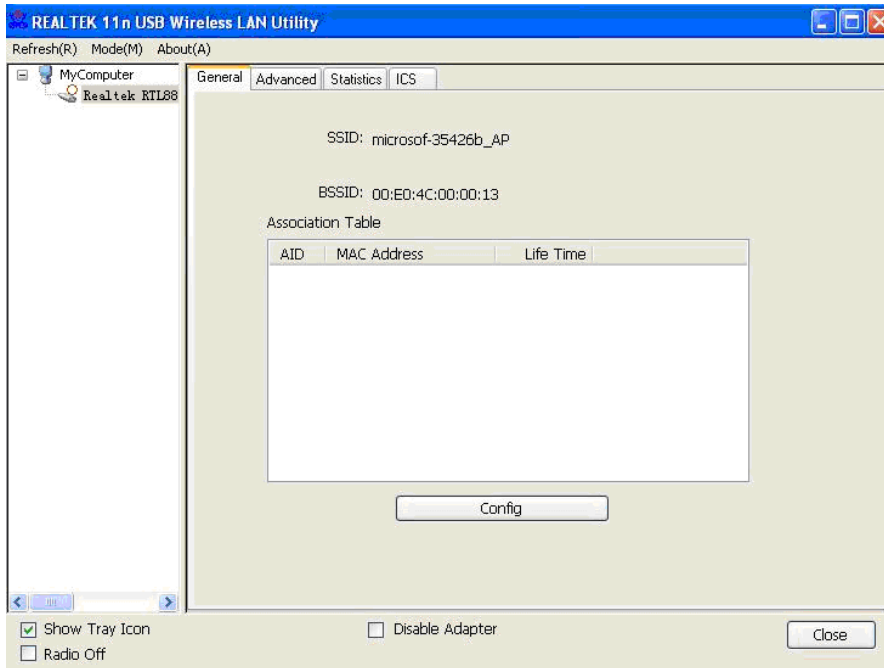 REALTEK 11n USB Wireless LAN Utility
Refresh(R) Mode(M) About(A)
MyComputer
Realtek RTL88
General Advanced Statistics ICS
SSID: microsof-35426b_AP
BSSID: 00:E0:4C:00:00:13
Association Table
AID MAC Address Life Time
Config
Show Tray Icon
Radio Off
Disable Adapter
Close